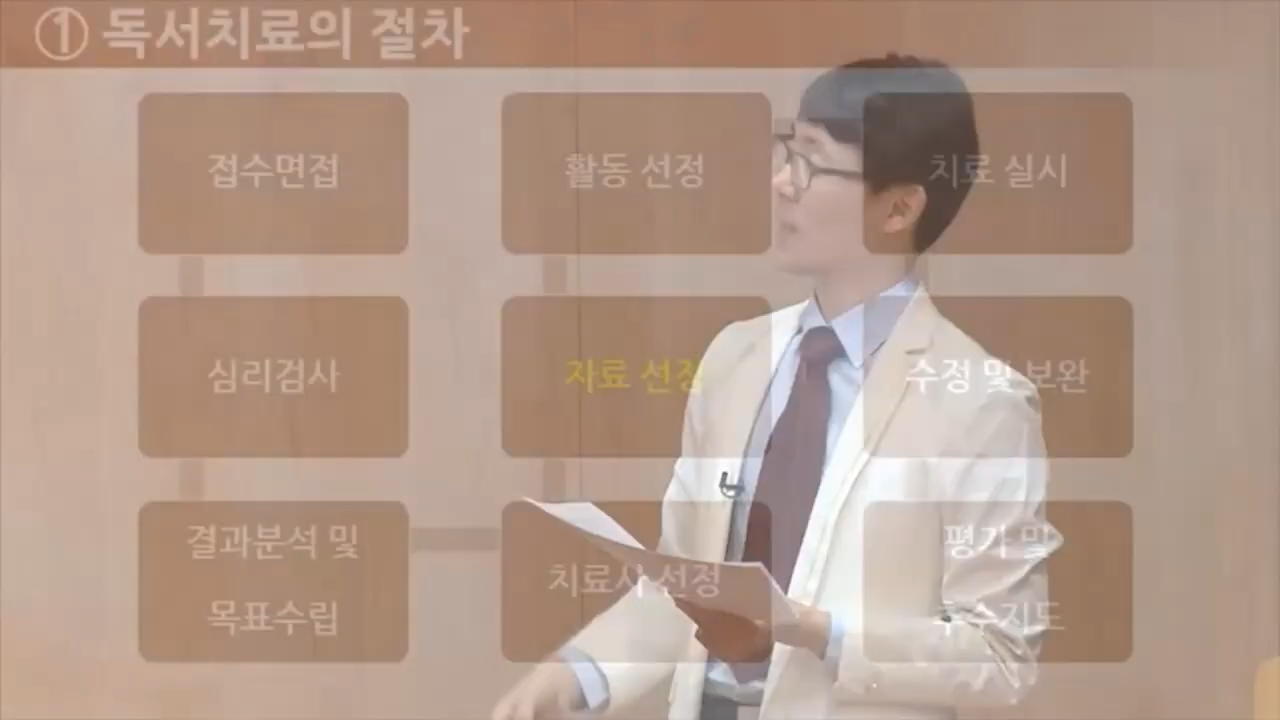 ① 독서치료의 절차
접수면접
활동 선정
치료 실시
심리검사
자료 선정
수정 및 보완
결과분석 및
목표수립
치료사 선정
평가 및
추수지도